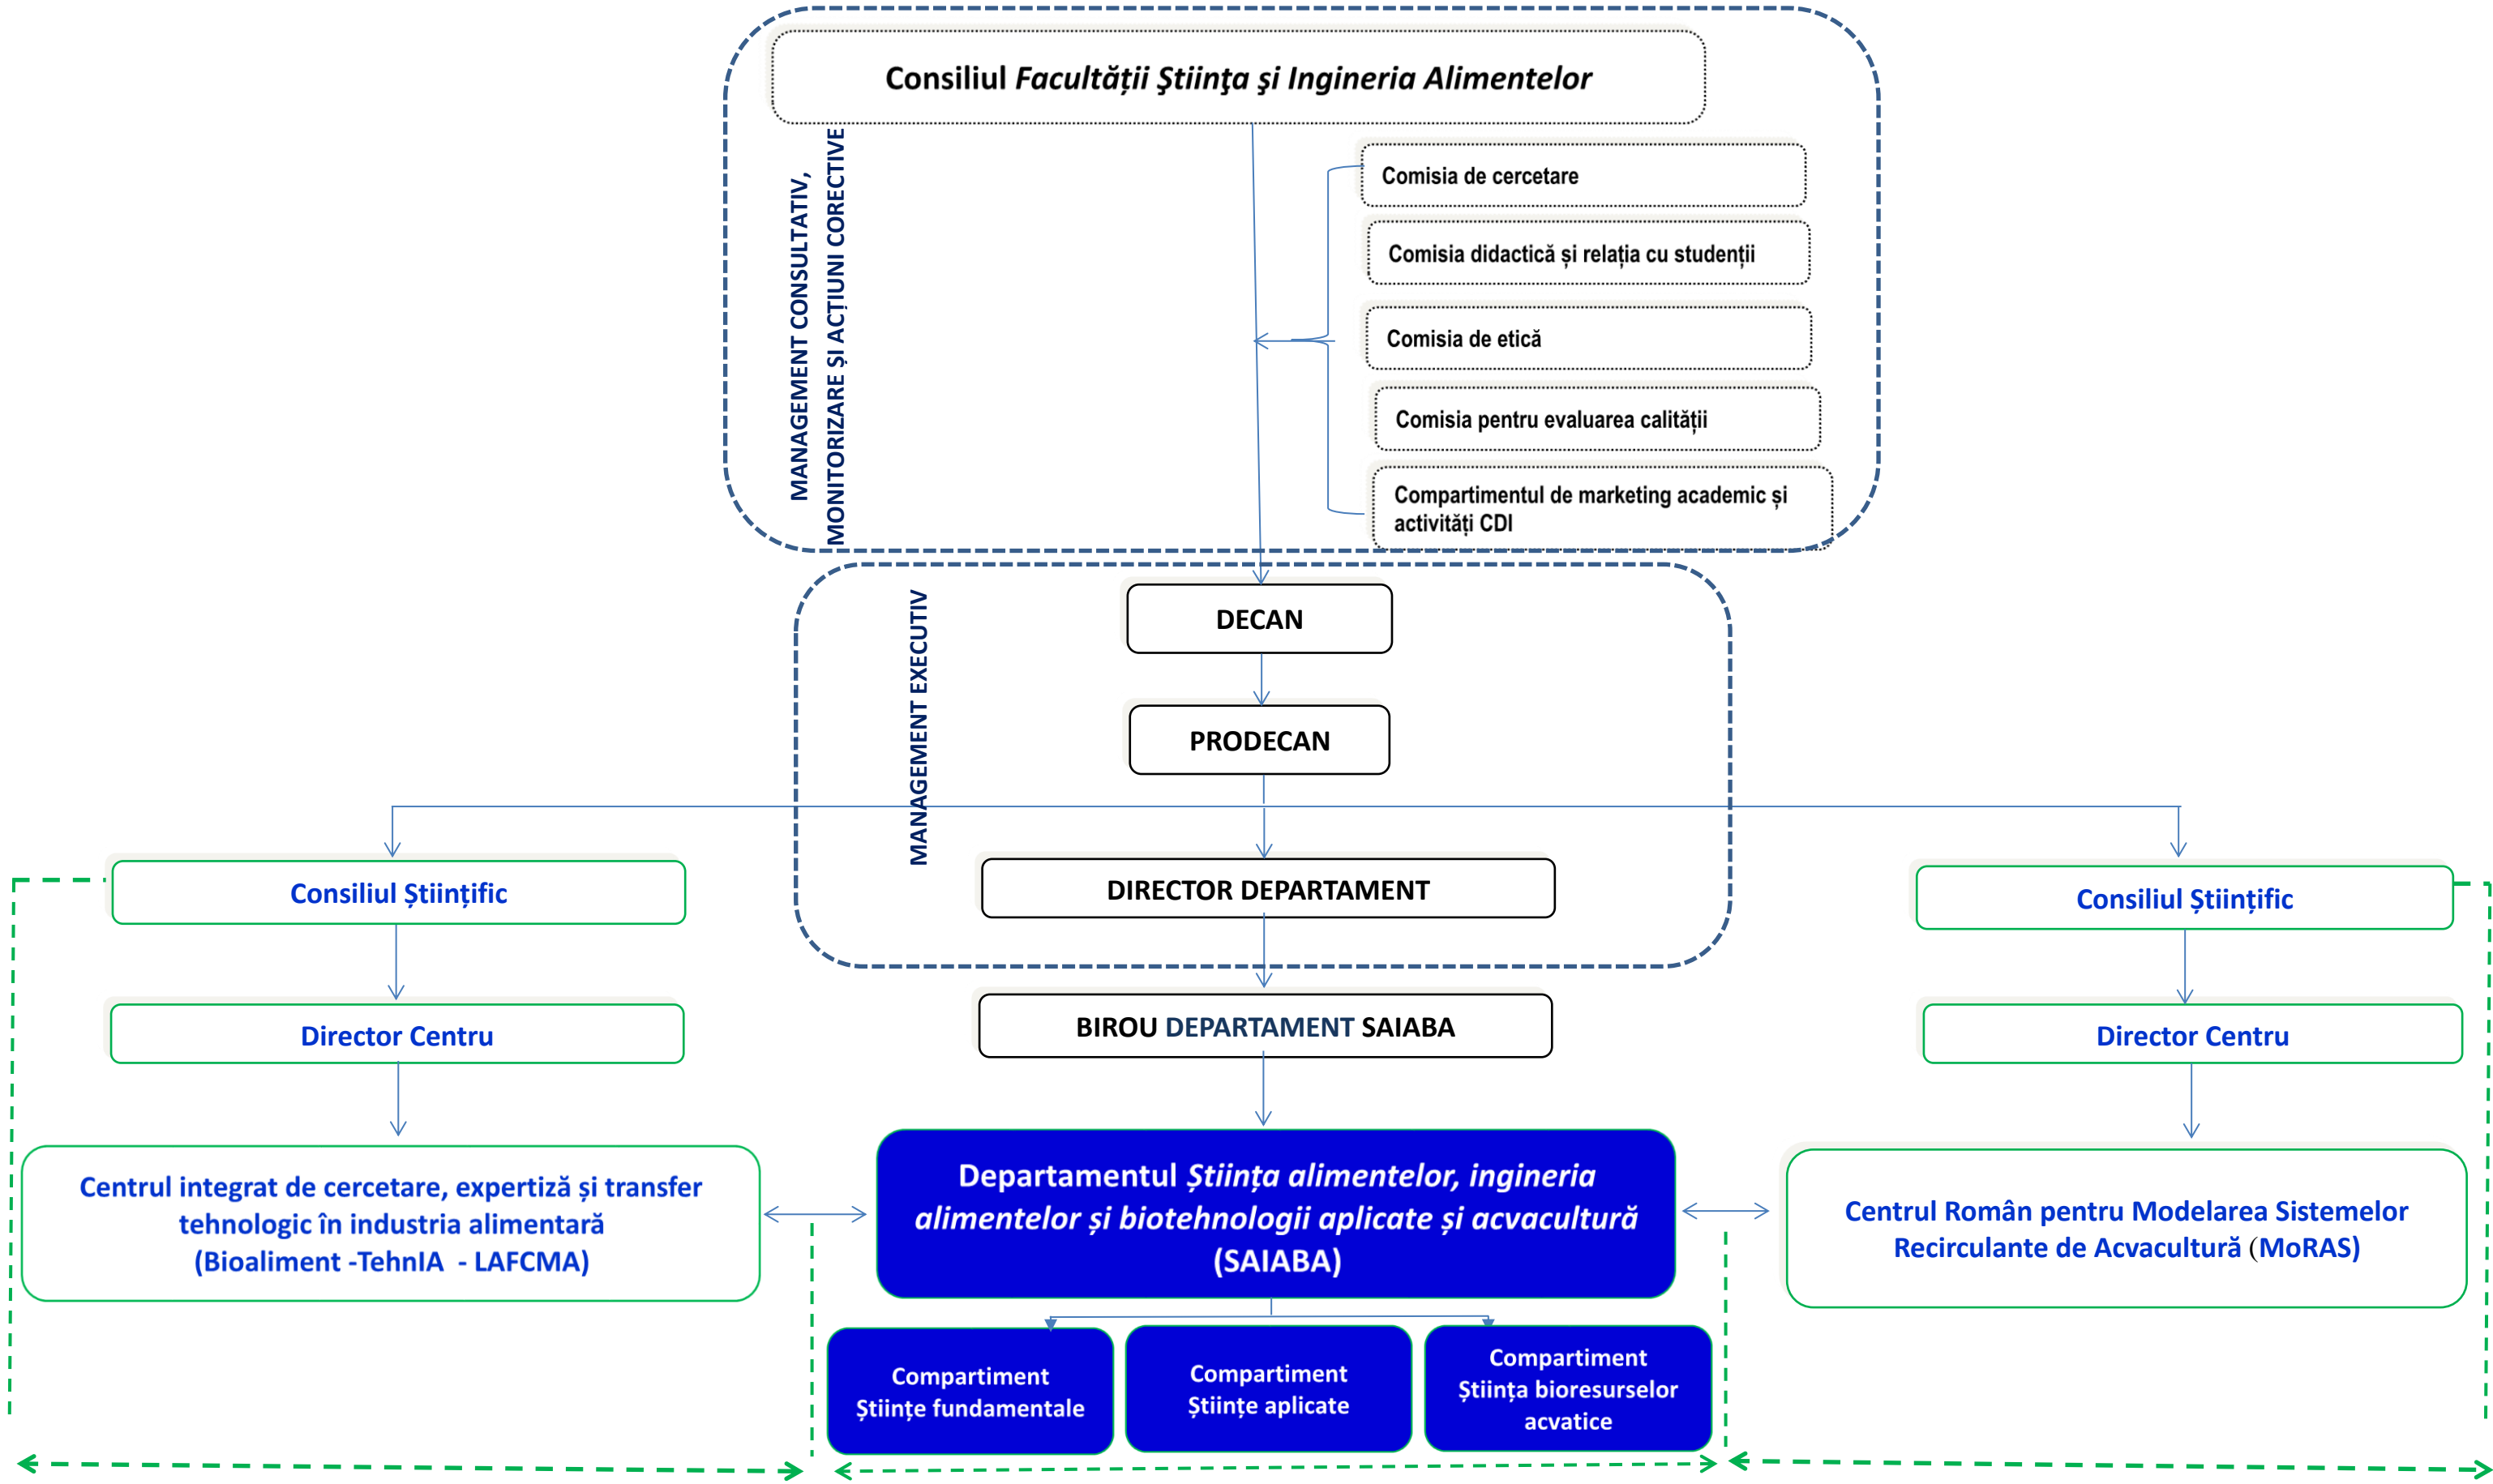 Consiliul Facultății Ştiinţa şi Ingineria Alimentelor
MANAGEMENT CONSULTATIV,
MONITORIZARE ȘI ACȚIUNI CORECTIVE
Comisia de cercetare
Comisia didactică și relația cu studenții
Comisia de etică
Comisia pentru evaluarea calității
Compartimentul de marketing academic și
activități CDI
MANAGEMENT EXECUTIV
DECAN
PRODECAN
Consiliul Științific
DIRECTOR DEPARTAMENT
Consiliul Științific
Director Centru
BIROU DEPARTAMENT SAIABA
Director Centru
Centrul integrat de cercetare, expertiză și transfer
tehnologic în industria alimentară
(Bioaliment -TehnIA - LAFCMA)
Departamentul Știința alimentelor, ingineria
alimentelor și biotehnologii aplicate și acvacultură
(SAIABA)
Centrul Român pentru Modelarea Sistemelor
Recirculante de Acvacultură (MoRAS)
Compartiment
Științe fundamentale
Compartiment
Științe aplicate
Compartiment
Știința bioresurselor
acvatice